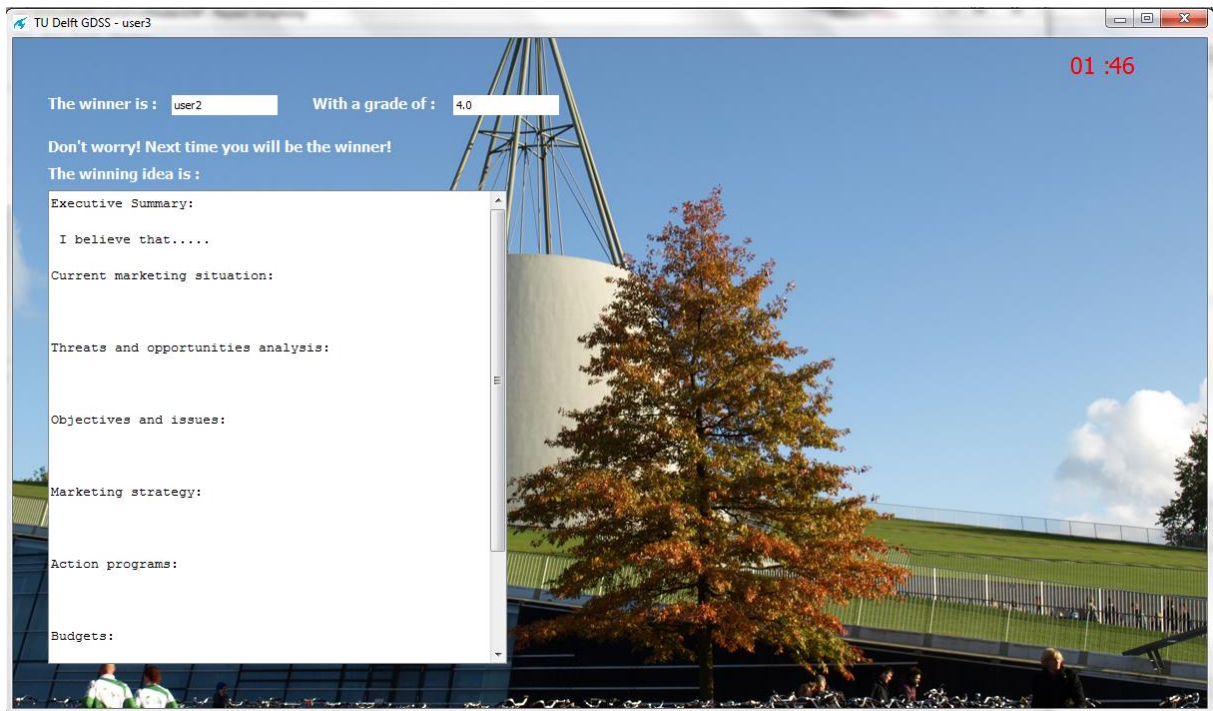 TU Delft GDSS - user3
01 :46
The winner is : user2 With a grade of : 4.0
Don't worry! Next time you will be the winner!
The winning idea is :
Executive Summary:
I believe that.....
Current marketing situation:
Threats and opportunities analysis:
Objectives and issues:
Marketing strategy:
Action programs:
Budgets: